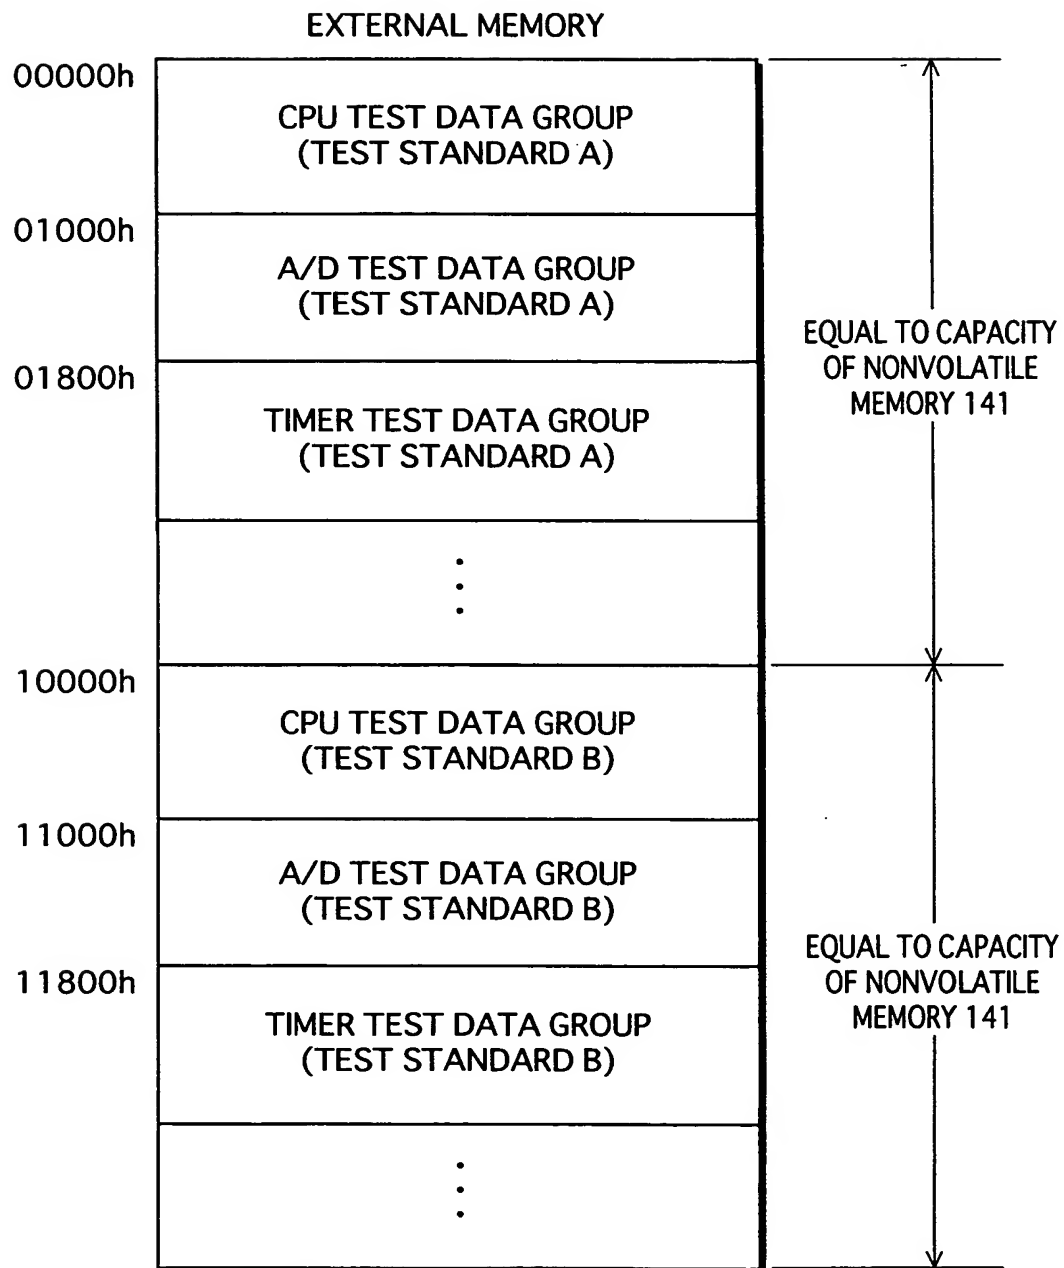 EXTERNAL MEMORY
00000h
CPU TEST DATA GROUP
(TEST STANDARD A)
01000h
A/D TEST DATA GROUP
(TEST STANDARD A)
01800h
TIMER TEST DATA GROUP
(TEST STANDARD A)
EQUAL TO CAPACITY
OF NONVOLATILE
MEMORY 141
10000h
CPU TEST DATA GROUP
(TEST STANDARD B)
11000h
A/D TEST DATA GROUP
(TEST STANDARD B)
11800h
TIMER TEST DATA GROUP
(TEST STANDARD B)
EQUAL TO CAPACITY
OF NONVOLATILE
MEMORY 141